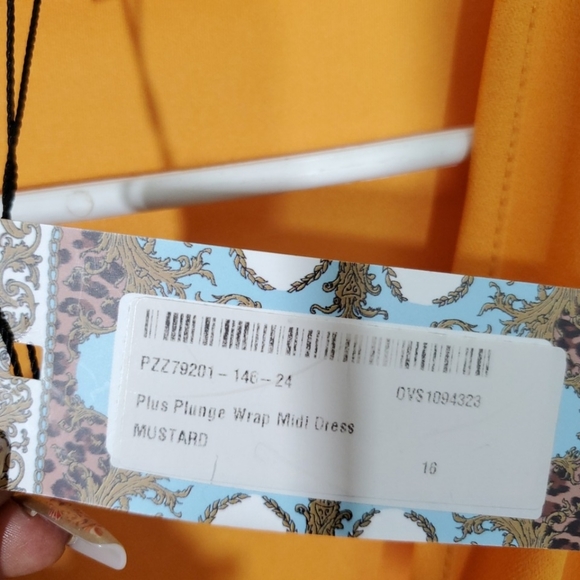 PZZ79201-146-24
OVS1094323
Plus Plunge Wrap Midi Dress
MUSTARD
16